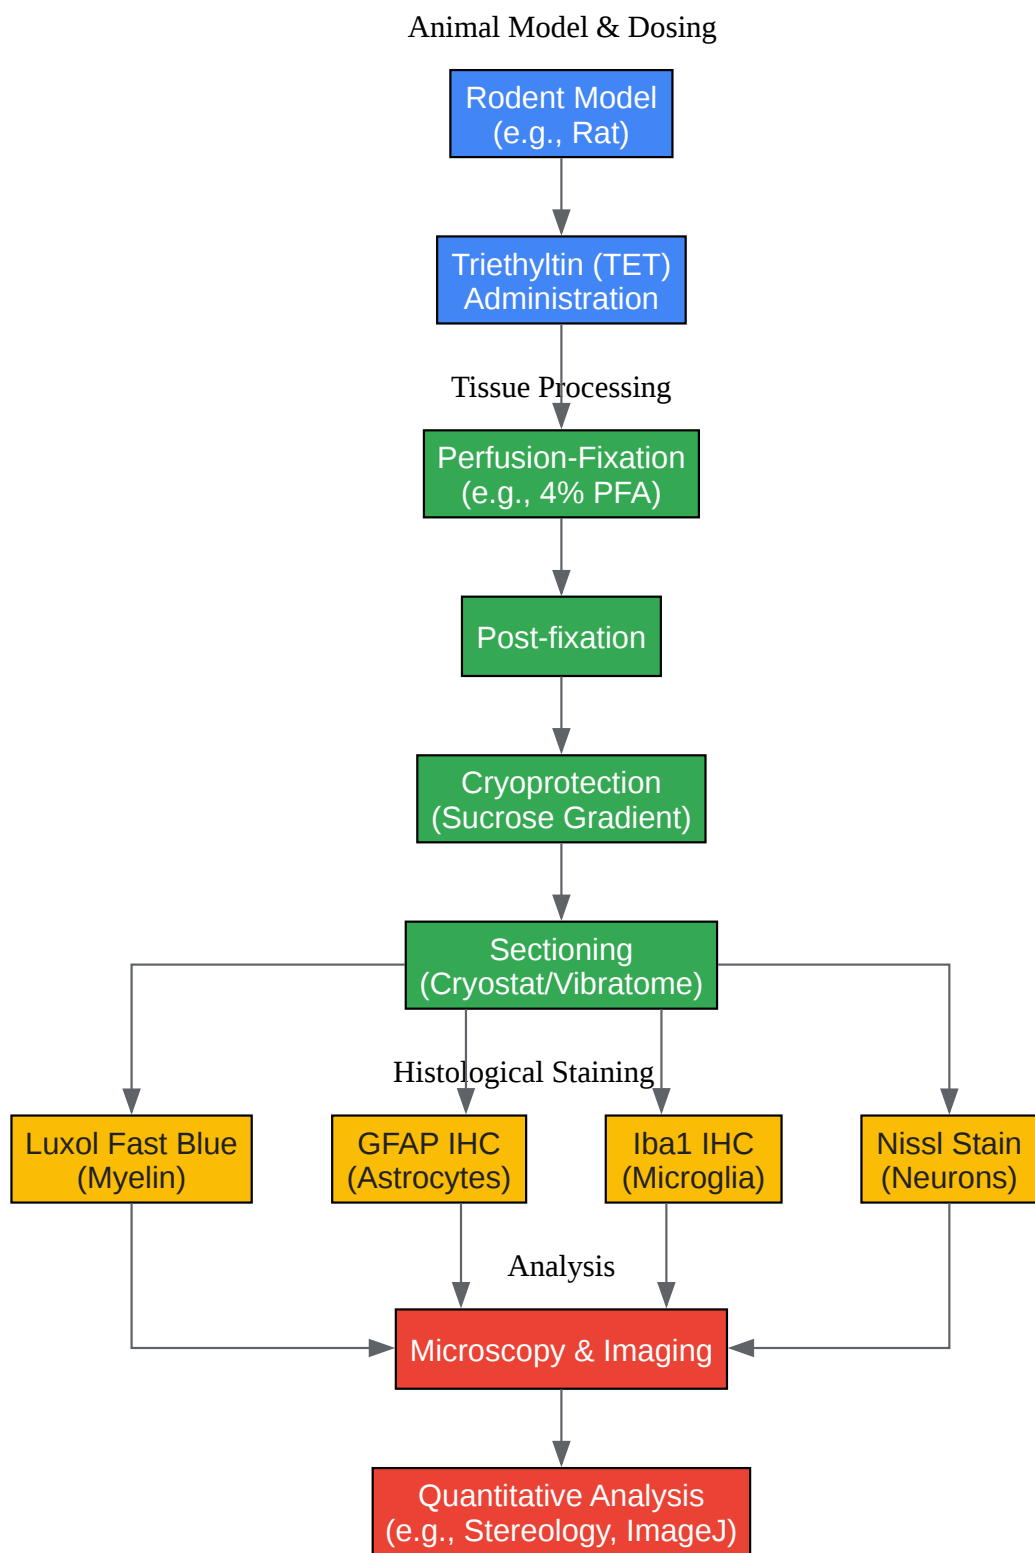 Animal Model & Dosing
Rodent Model
(e.g., Rat)
Triethyltin (TET)
Administration
Tissue Processing
Perfusion-Fixation
(e.g., 4% PFA)
Post-fixation
Cryoprotection
(Sucrose Gradient)
Sectioning
(Cryostat/Vibratome)
Histological Staining
Luxol Fast Blue
(Myelin)
GFAP IHC
(Astrocytes)
Iba1 IHC
(Microglia)
Nissl Stain
(Neurons)
Analysis
Microscopy & Imaging
Quantitative Analysis
(e.g., Stereology, ImageJ)